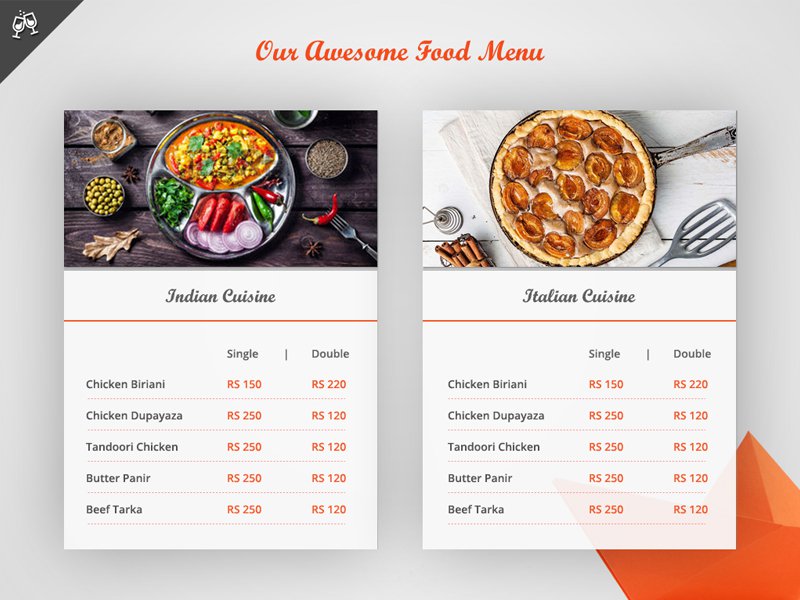 Our Awesome Food Menu
Indian Cuisine
Single | Double
Chicken Biriani RS 150 RS 220
Chicken Dupayaza RS 250 RS 120
Tandoori Chicken RS 250 RS 120
Butter Panir RS 250 RS 120
Beef Tarka RS 250 RS 120
Italian Cuisine
Single | Double
Chicken Biriani RS 150 RS 220
Chicken Dupayaza RS 250 RS 120
Tandoori Chicken RS 250 RS 120
Butter Panir RS 250 RS 120
Beef Tarka RS 250 RS 120